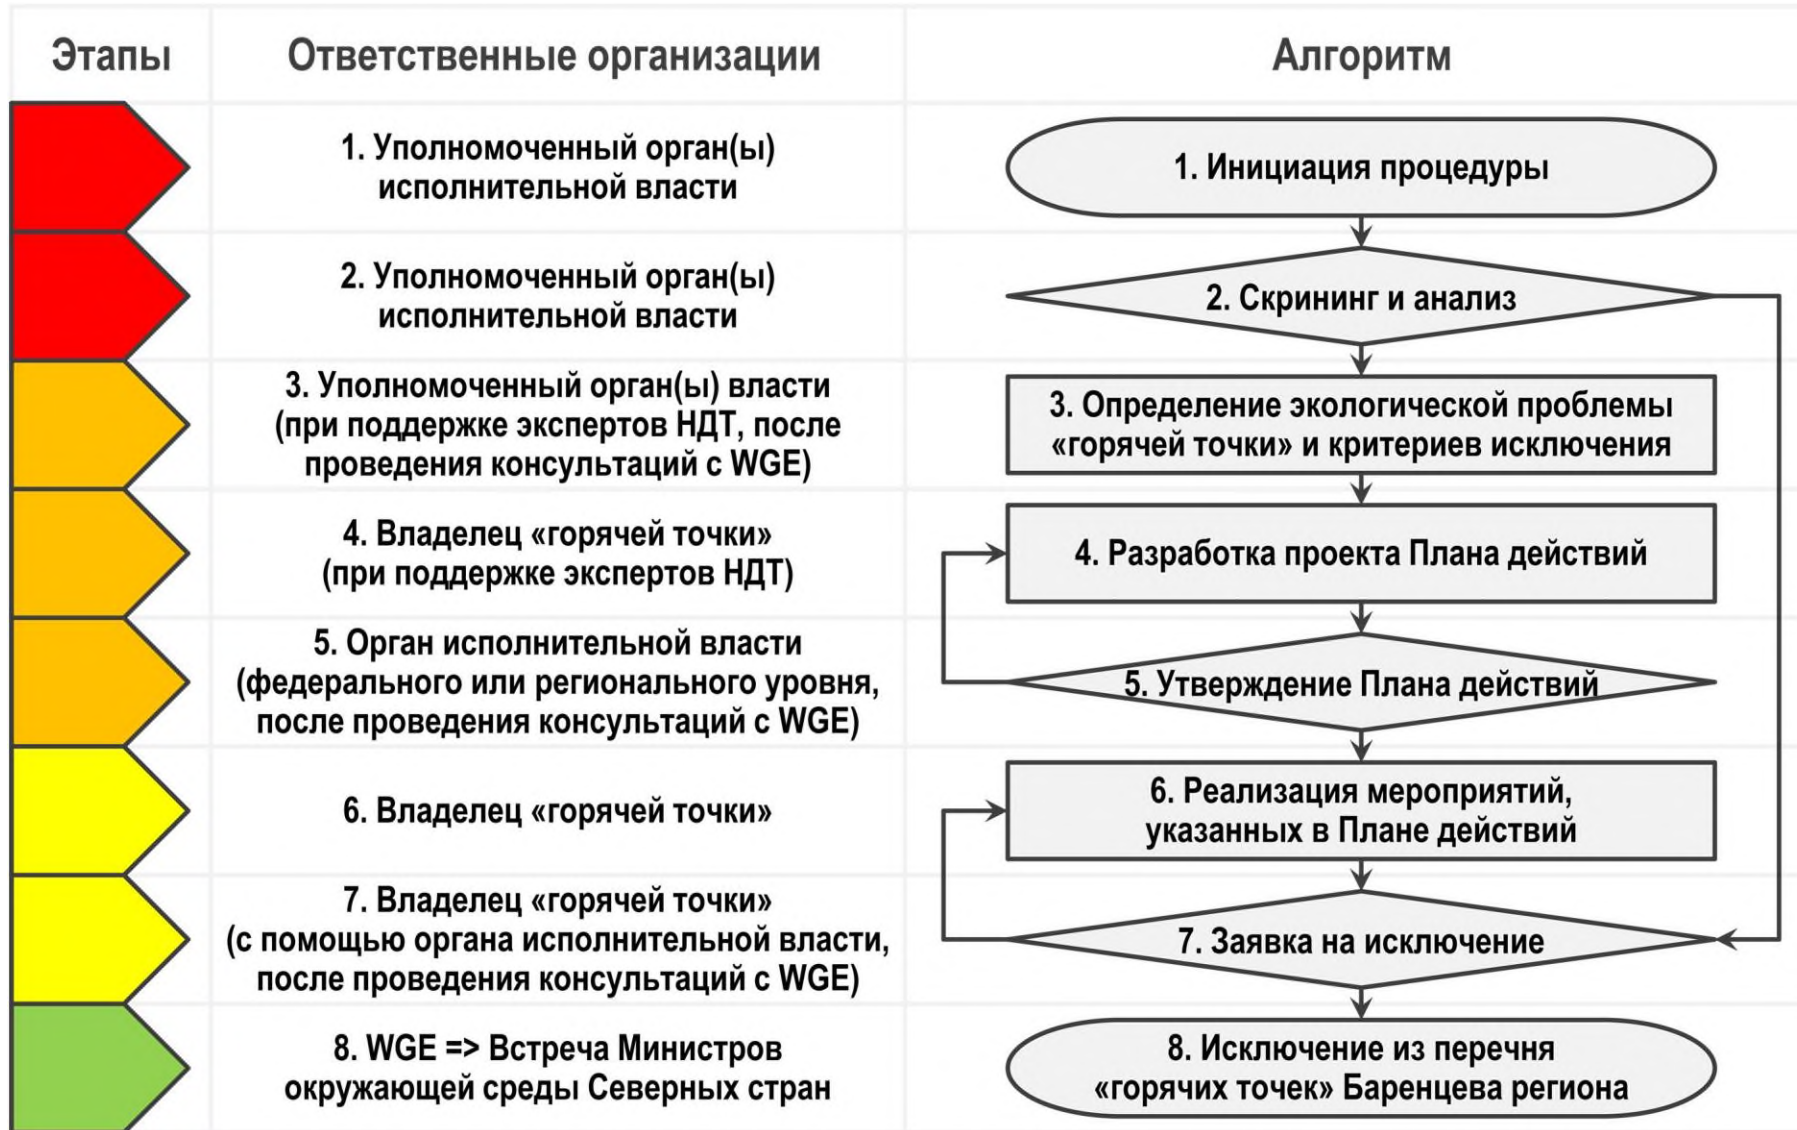 Этапы
Ответственные организации
Алгоритм
1. Уполномоченный орган(ы)
исполнительной власти
1. Инициация процедуры
2. Уполномоченный орган(ы)
исполнительной власти
2. Скрининг и анализ
3. Уполномоченный орган(ы) власти
(при поддержке экспертов НДТ, после
проведения консультаций с WGE)
3. Определение экологической проблемы
«горячей точки» и критериев исключения
4. Владелец «горячей точки»
(при поддержке экспертов НДТ)
4. Разработка проекта Плана действий
5. Орган исполнительной власти
(федерального или регионального уровня,
после проведения консультаций с WGE)
5. Утверждение Плана действий
6. Владелец «горячей точки»
6. Реализация мероприятий,
указанных в Плане действий
7. Владелец «горячей точки»
(с помощью органа исполнительной власти,
после проведения консультаций с WGE)
7. Заявка на исключение
8. WGE => Встреча Министров
окружающей среды Северных стран
8. Исключение из перечня
«горячих точек» Баренцева региона